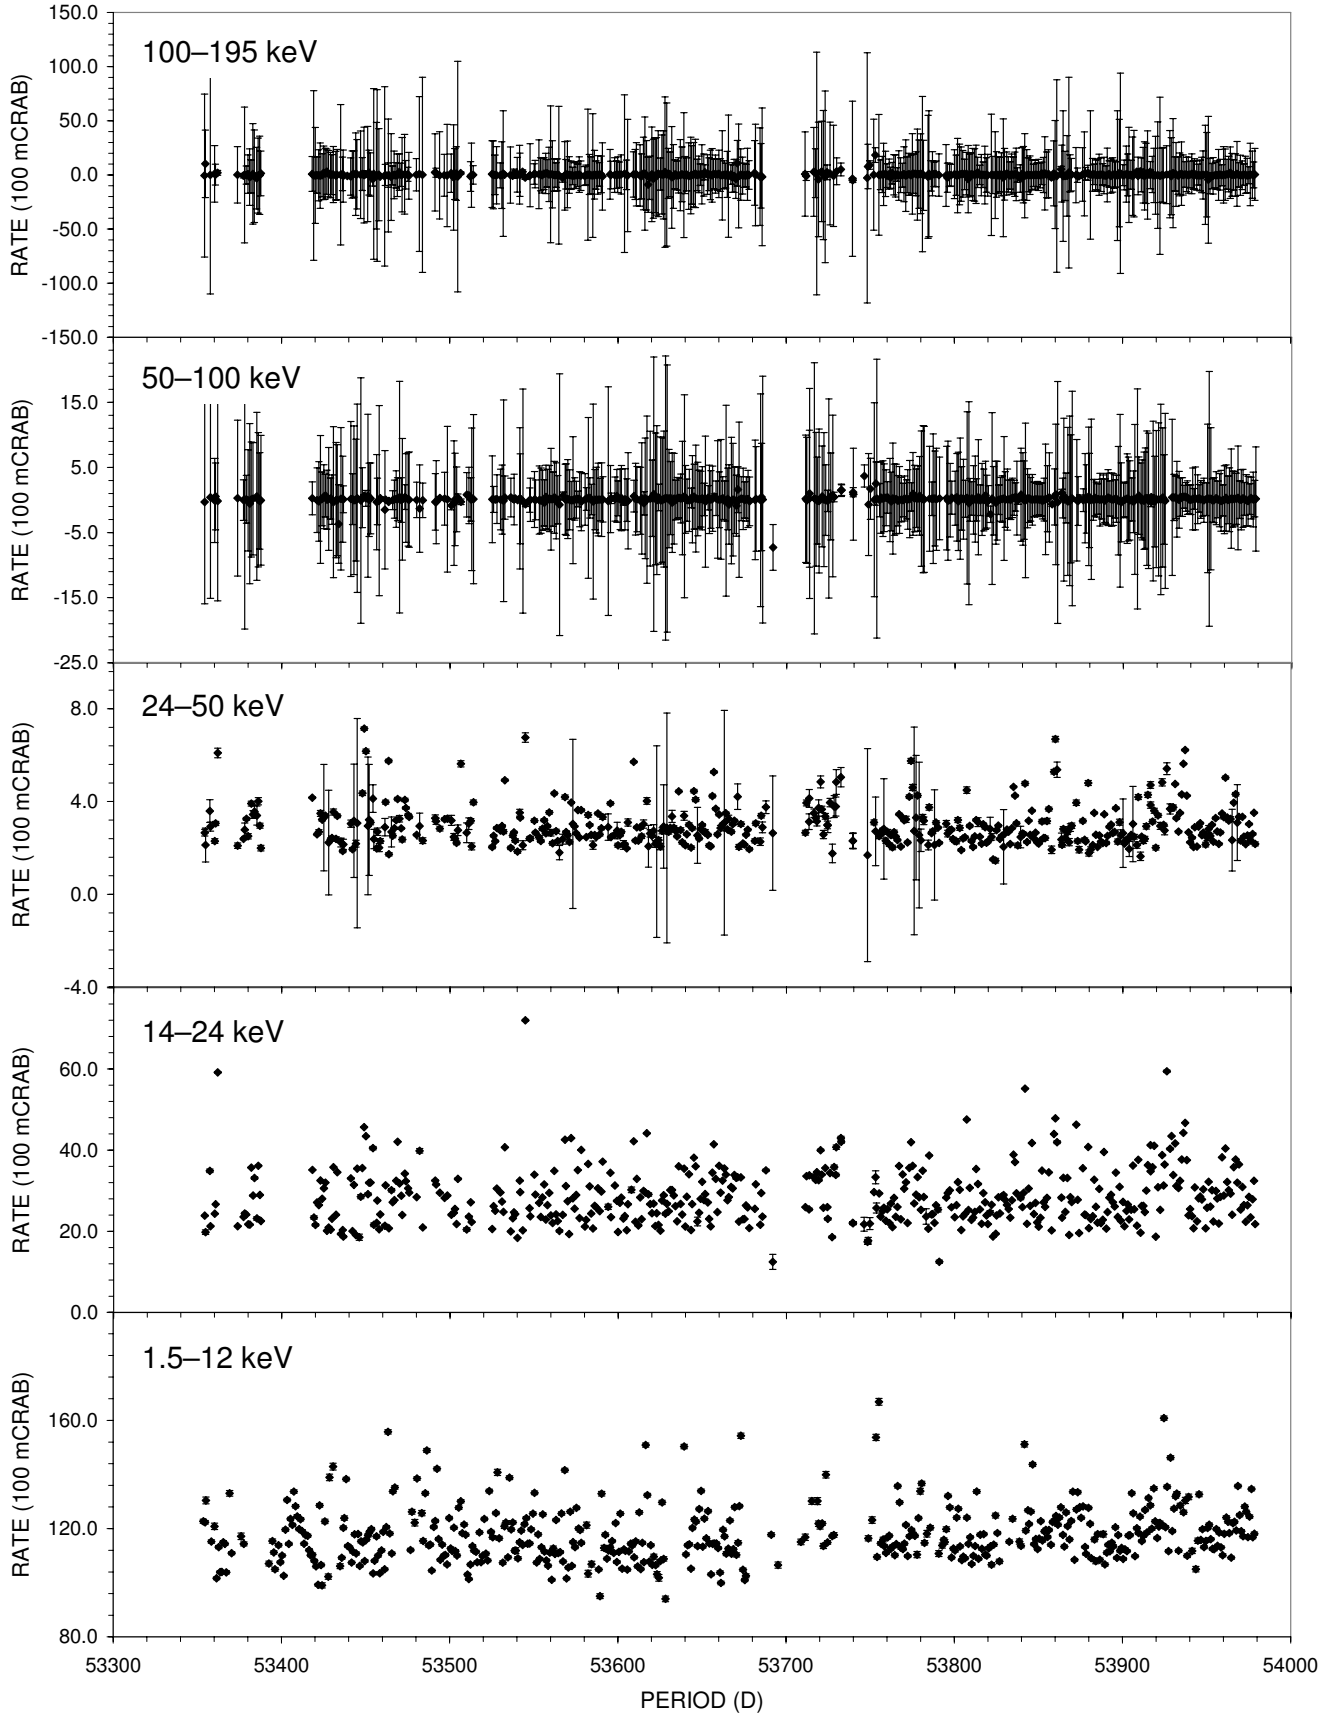 150.0
100–195 keV
100.0
50.0
0.0
-50.0
-100.0
-150.0
RATE (100 mCRAB)
50–100 keV
15.0
5.0
-5.0
-15.0
-25.0
RATE (100 mCRAB)
24–50 keV
8.0
4.0
0.0
-4.0
RATE (100 mCRAB)
14–24 keV
60.0
40.0
20.0
0.0
RATE (100 mCRAB)
1.5–12 keV
160.0
120.0
80.0
RATE (100 mCRAB)
53300 53400 53500 53600 53700 53800 53900 54000
PERIOD (D)